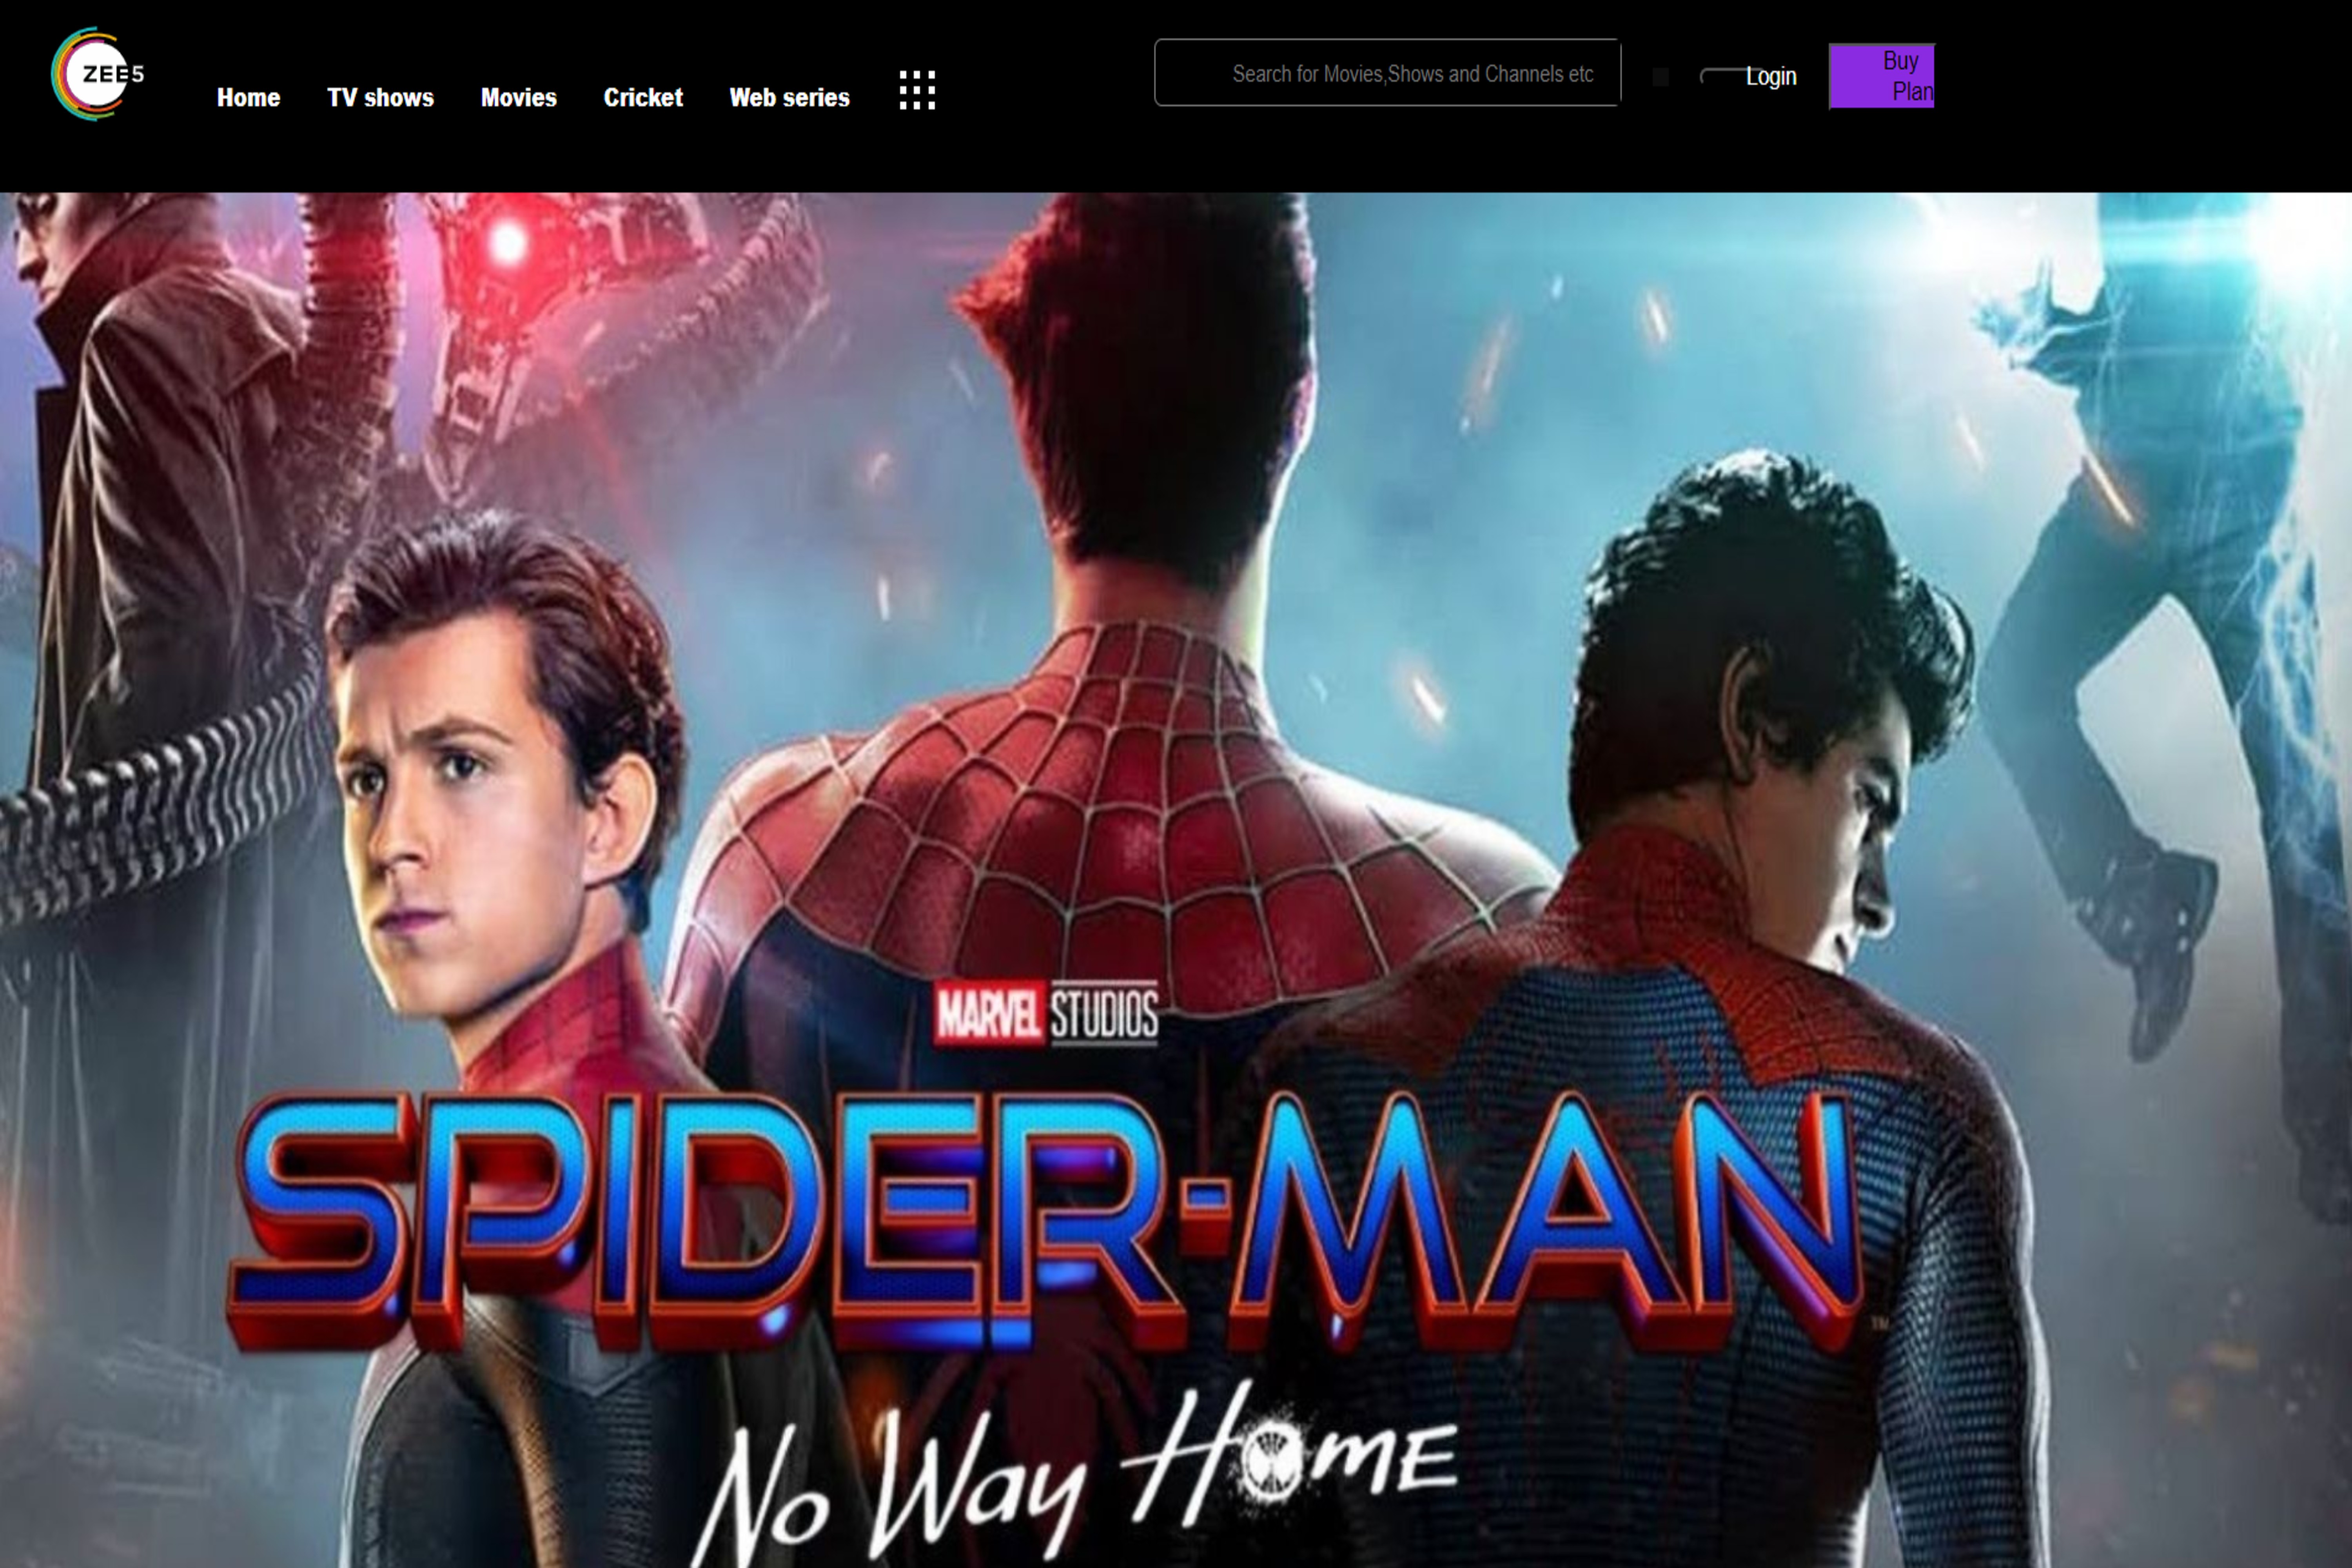 ZEE5
Home TV shows Movies Cricket Web series
Search for Movies,Shows and Channels etc
Login
Buy
Plan
MARVEL STUDIOS
SPIDER-MAN
TM
NO WAY HOME